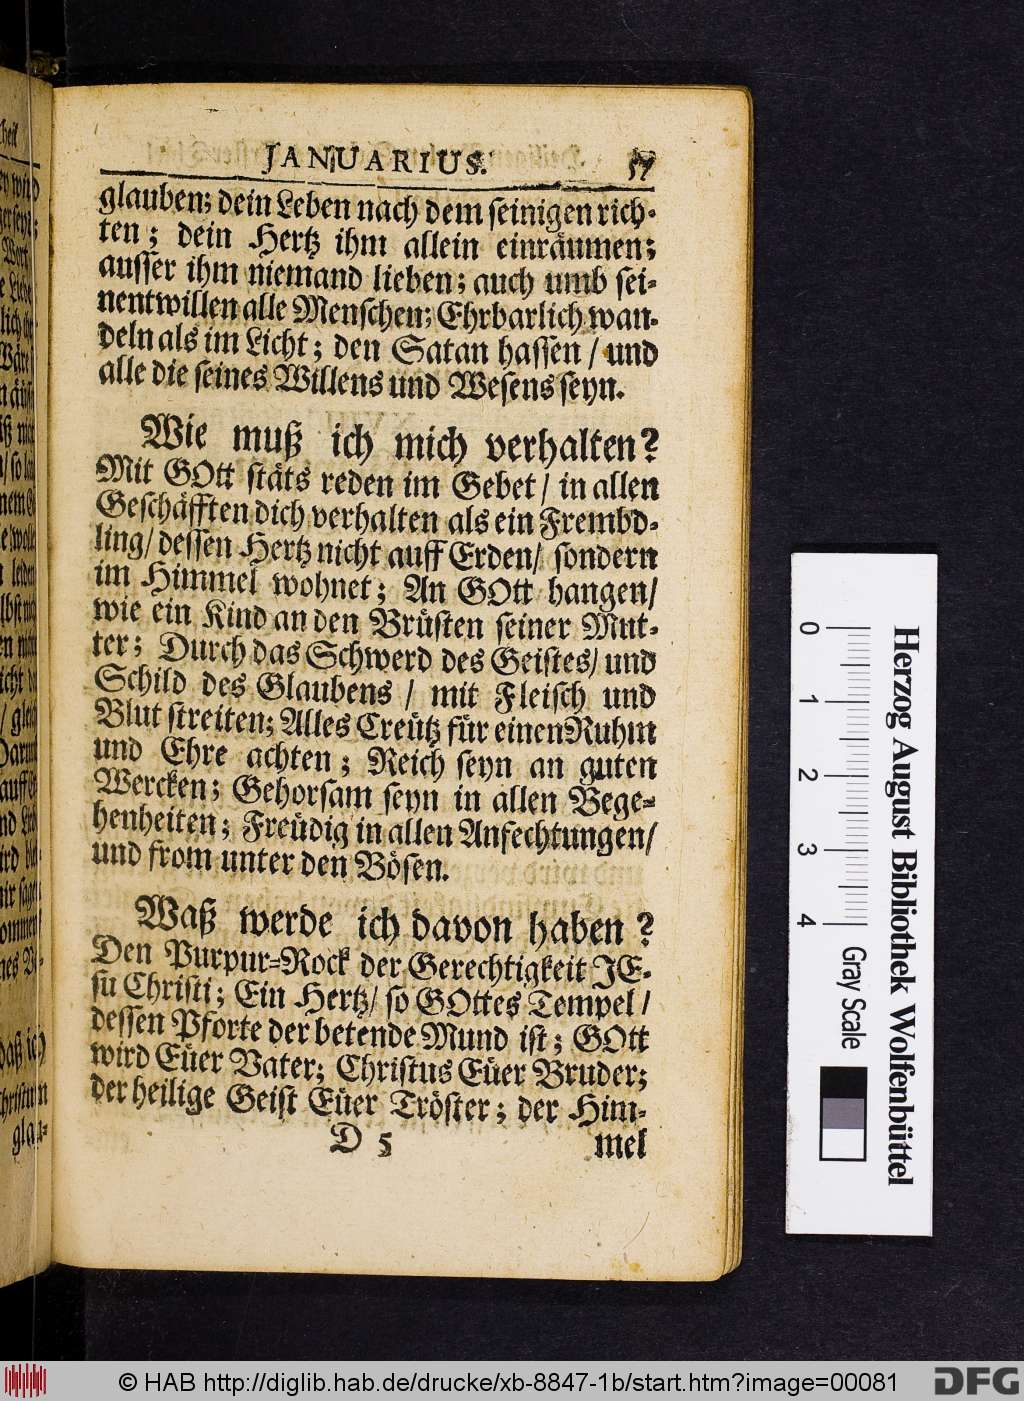 JANUARIUS. 57
glauben; dein Leben nach dem seinigen rich-
ten; dein Hertz ihm allein einräumen;
ausser ihm niemand lieben; auch umb sei-
nentwillen alle Menschen; Ehrbarlich wan-
deln als im Licht; den Satan hassen / und
alle die seines Willens und Wesens seyn.
Wie muß ich mich verhalten?
Mit GOtt stäts reden im Gebet / in allen
Geschäfften dich verhalten als ein Frembd-
ling / dessen Hertz nicht auff Erden / sondern
im Himmel wohnet; An GOtt hangen /
wie ein Kind an den Brüsten seiner Mut-
ter; Durch das Schwerd des Geistes / und
Schild des Glaubens / mit Fleisch und
Blut streiten; Alles Creütz für einen Ruhm
und Ehre achten; Reich seyn an guten
Wercken; Gehorsam seyn in allen Bege-
henheiten; Freüdig in allen Anfechtungen /
und from unter den Bösen.
Waß werde ich davon haben?
Den Purpur-Rock der Gerechtigkeit JE-
su Christi; Ein Hertz / so GOttes Tempel /
dessen Pforte der betende Mund ist; GOtt
wird Eüer Vater; Christus Eüer Bruder;
der heilige Geist Eüer Tröster; der Him-
D 5 mel
0 1 2 3 4
Gray Scale
Herzog August Bibliothek Wolfenbüttel
© HAB http://diglib.hab.de/drucke/xb-8847-1b/start.htm?image=00081
DFG